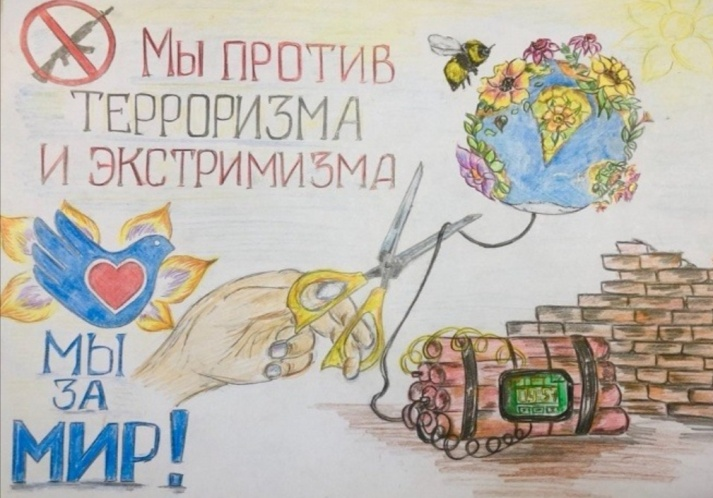 Мы против
терроризма
и экстримизма
Мы
за
мир!